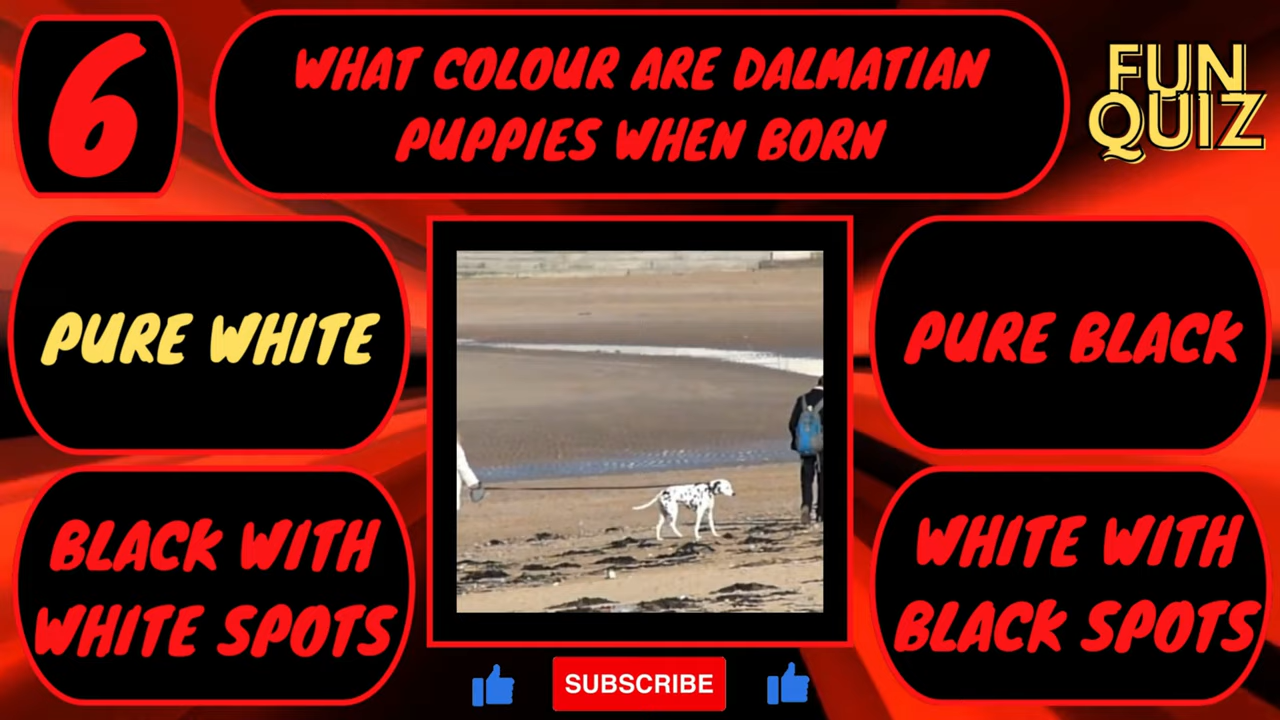 6
WHAT COLOUR ARE DALMATIAN
PUPPIES WHEN BORN
FUN
QUIZ
PURE WHITE
PURE BLACK
BLACK WITH
WHITE SPOTS
WHITE WITH
BLACK SPOTS
SUBSCRIBE